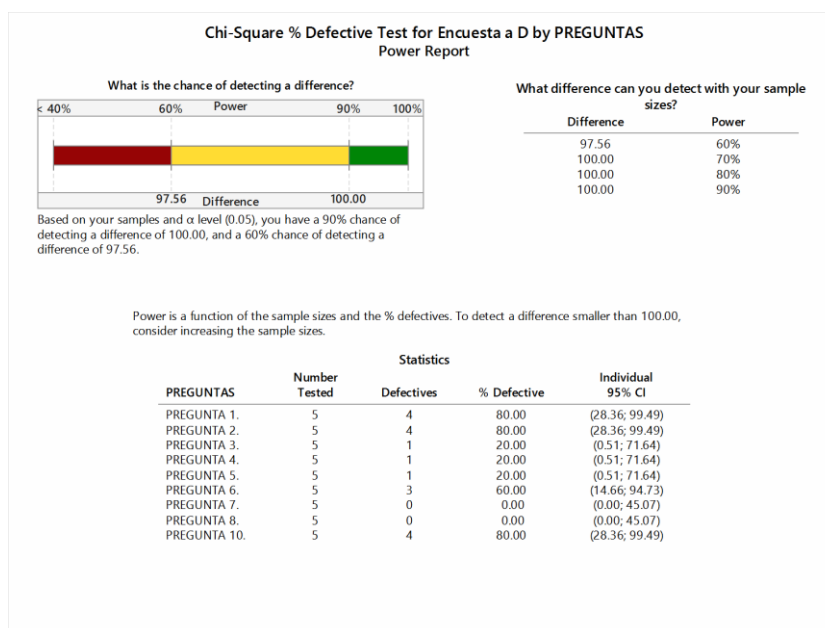 Chi-Square % Defective Test for Encuesta a D by PREGUNTAS
Power Report
What is the chance of detecting a difference?
< 40% 60% Power 90% 100%
97.56 Difference 100.00
Based on your samples and α level (0.05), you have a 90% chance of
detecting a difference of 100.00, and a 60% chance of detecting a
difference of 97.56.
What difference can you detect with your sample
sizes?
Difference Power
97.56 60%
100.00 70%
100.00 80%
100.00 90%
Power is a function of the sample sizes and the % defectives. To detect a difference smaller than 100.00,
consider increasing the sample sizes.
Statistics
Number Individual
PREGUNTAS Tested Defectives % Defective 95% CI
PREGUNTA 1. 5 4 80.00 (28.36; 99.49)
PREGUNTA 2. 5 4 80.00 (28.36; 99.49)
PREGUNTA 3. 5 1 20.00 (0.51; 71.64)
PREGUNTA 4. 5 1 20.00 (0.51; 71.64)
PREGUNTA 5. 5 1 20.00 (0.51; 71.64)
PREGUNTA 6. 5 3 60.00 (14.66; 94.73)
PREGUNTA 7. 5 0 0.00 (0.00; 45.07)
PREGUNTA 8. 5 0 0.00 (0.00; 45.07)
PREGUNTA 10. 5 4 80.00 (28.36; 99.49)